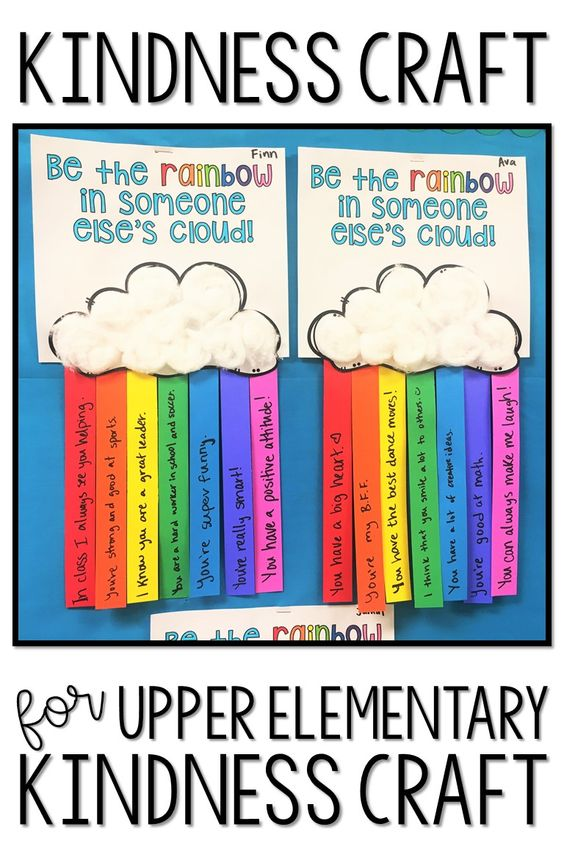 KINDNESS CRAFT
Finn
Be the rainbow
in someone
else's cloud!
In class I always see you helping.
You're strong and good at sports.
I know you are a great leader.
You are a hard worker in school and soccer.
You're super funny.
You're really smart!
You have a positive attitude!
Ava
Be the rainbow
in someone
else's cloud!
You have a big heart. <3
You're my B.F.F.
You have the best dance moves!
I think that you smile a lot to others. :)
You have a lot of creative ideas.
You're good at math.
You can always make me laugh!
Be the rainbow
for UPPER ELEMENTARY
KINDNESS CRAFT